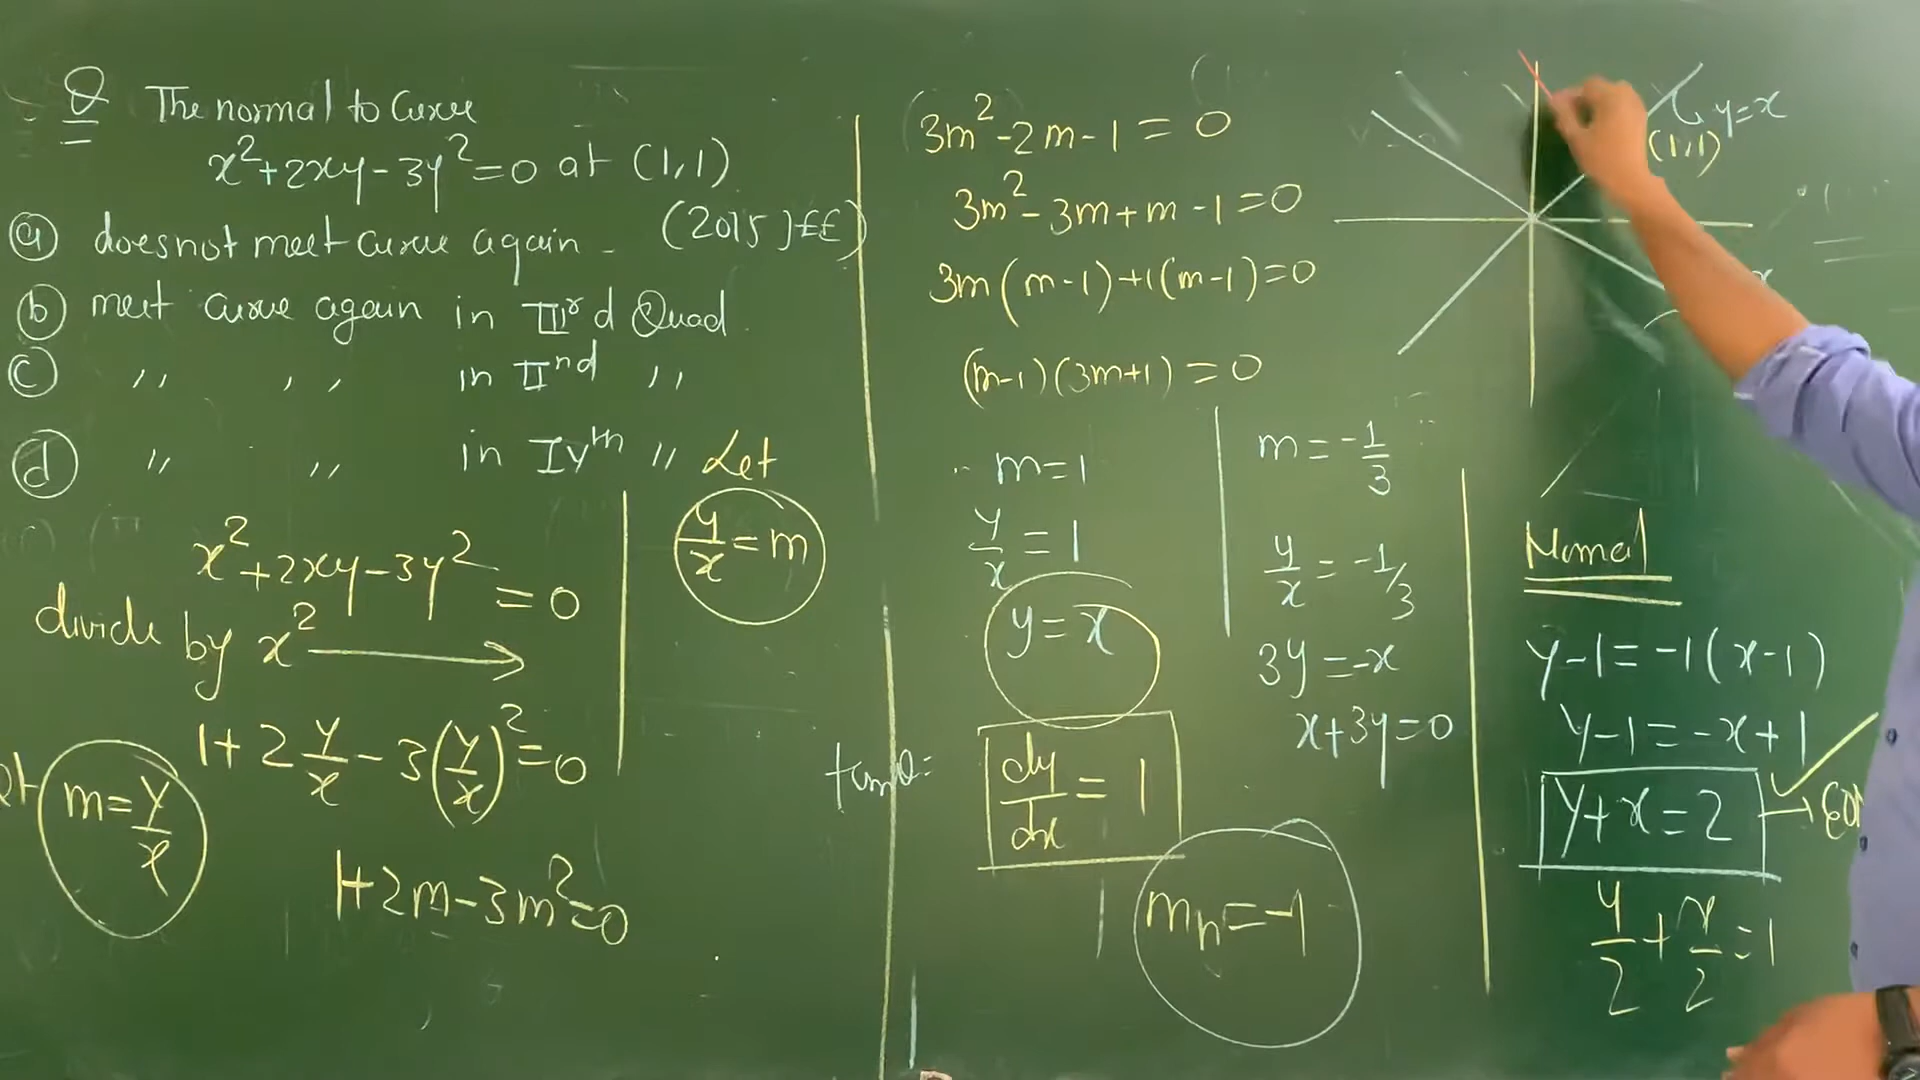 Q The normal to curve
x²+2xy-3y²=0 at (1,1)
(a) does not meet curve again - (2015 JEE)
(b) meet curve again in IIIrd Quad.
(c) ,, ,, in IInd ,,
(d) ,, ,, in IVth ,,
Let
y/x = m
x²+2xy-3y² = 0
divide by x²
1+2 y/x - 3(y/x)² = 0
m = y/x
1+2m-3m²=0
3m²-2m-1=0
3m²-3m+m-1=0
3m(m-1)+1(m-1)=0
(m-1)(3m+1)=0
m=1
y/x = 1
y=x
tanθ= dy/dx = 1
mn=-1
m = -1/3
y/x = -1/3
3y=-x
x+3y=0
y=x
(1,1)
Normal
y-1=-1(x-1)
y-1=-x+1
y+x=2
y/2 + x/2 = 1